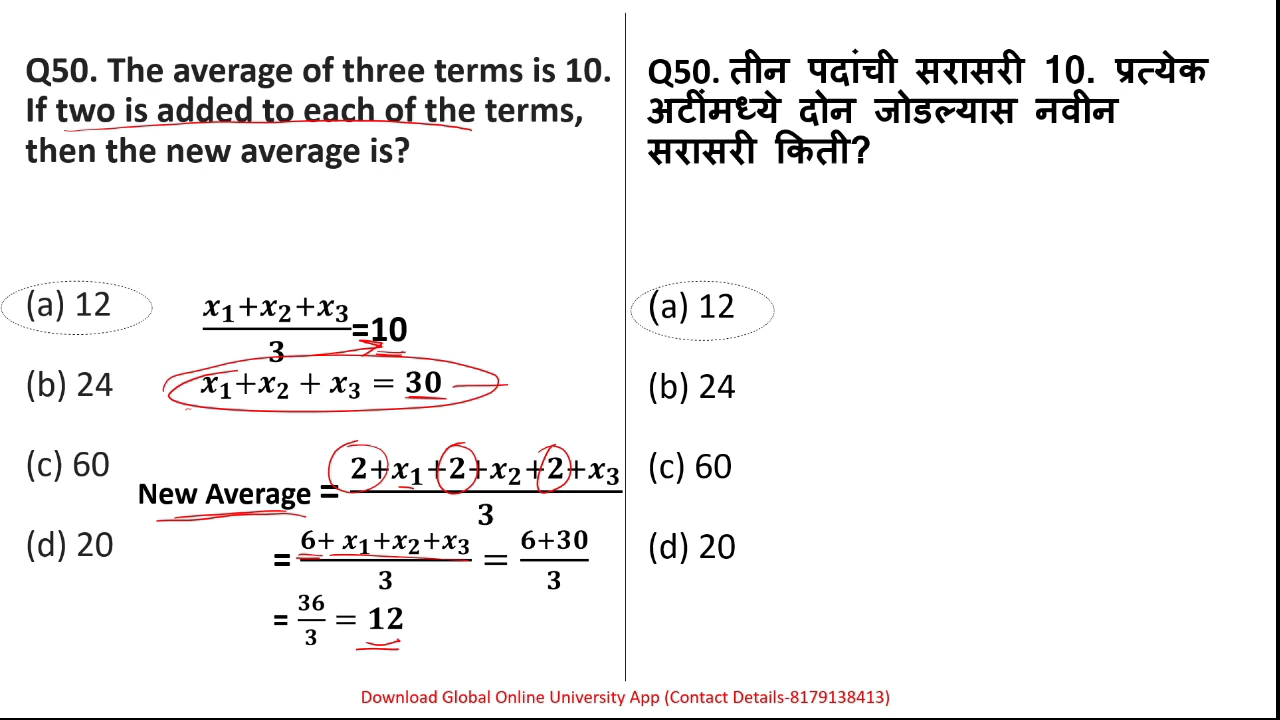 Q50. The average of three terms is 10.
If two is added to each of the terms,
then the new average is?
(a) 12
x₁+x₂+x₃
3
=10
(b) 24
x₁+x₂ + x₃ = 30
(c) 60
New Average =
2+x₁+2+x₂+2+x₃
3
(d) 20
= 6+ x₁+x₂+x₃ = 6+30
3 3
= 36/3 = 12
Q50. तीन पदांची सरासरी 10. प्रत्येक
अटींमध्ये दोन जोडल्यास नवीन
सरासरी किती?
(a) 12
(b) 24
(c) 60
(d) 20
Download Global Online University App (Contact Details-8179138413)